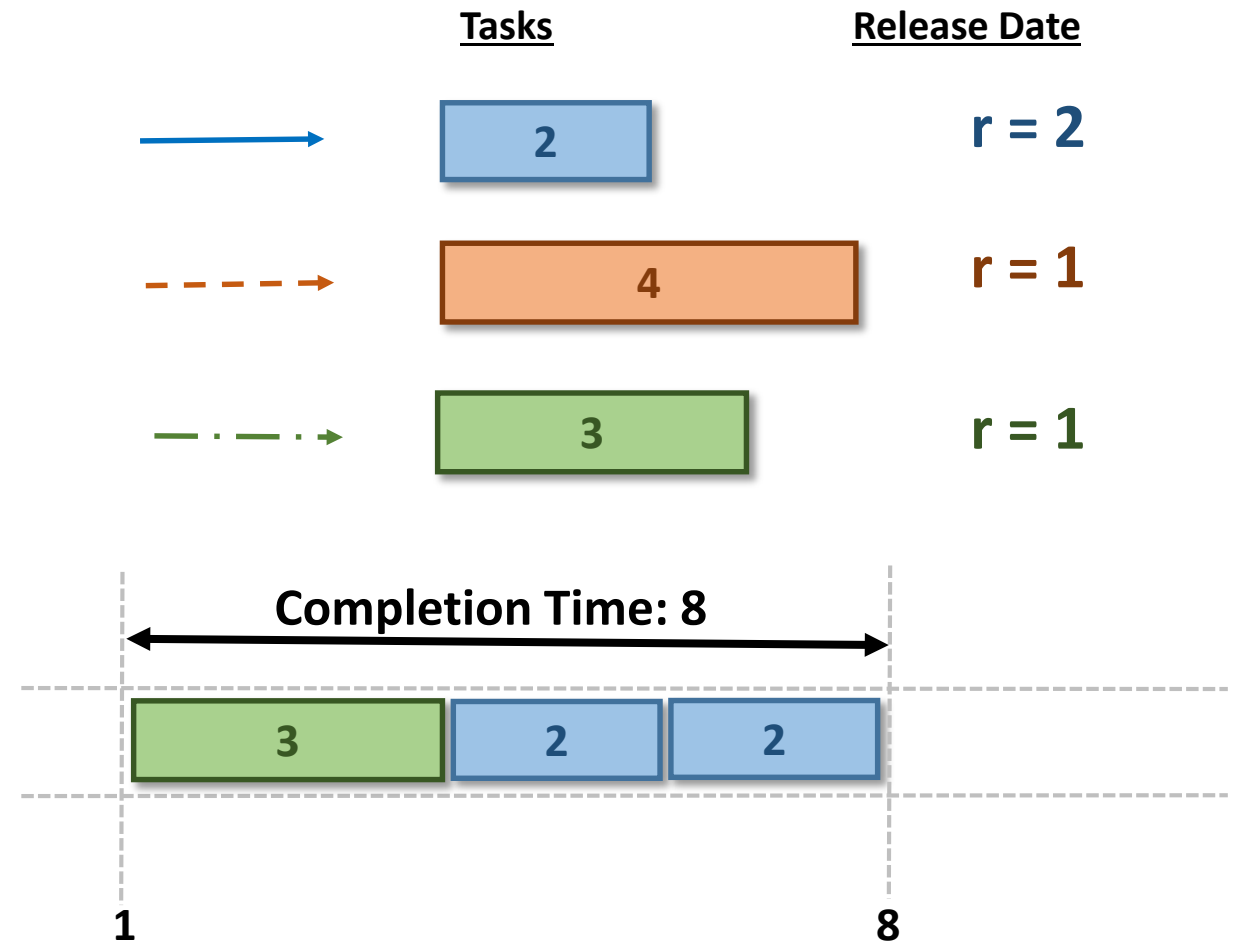 Tasks Release Date
2 r = 2
4 r = 1
3 r = 1
Completion Time: 8
3 2 2
1 8